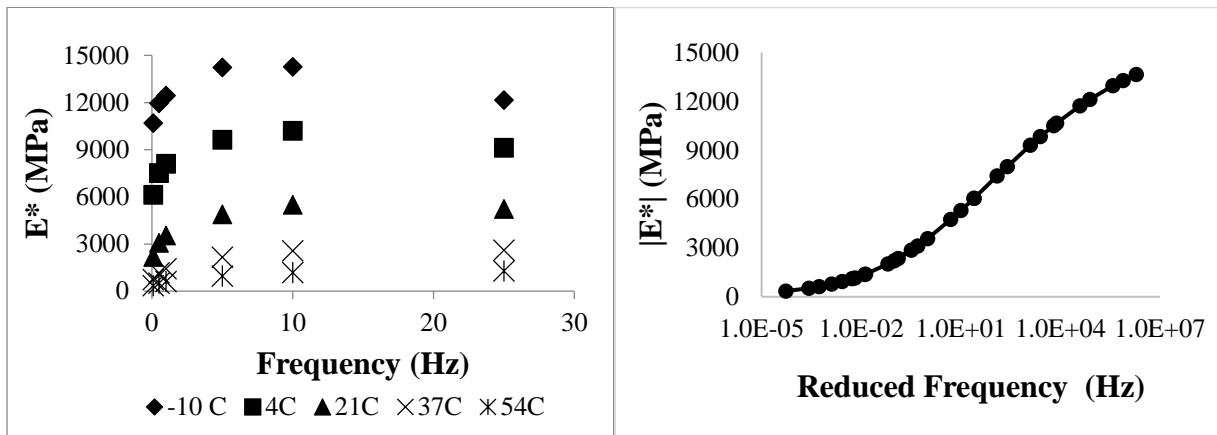 15000
12000
9000
6000
3000
0
E* (MPa)
0 10 20 30
Frequency (Hz)
-10 C 4C 21C 37C 54C
15000
12000
9000
6000
3000
0
|E*| (MPa)
1.0E-05 1.0E-02 1.0E+01 1.0E+04 1.0E+07
Reduced Frequency (Hz)